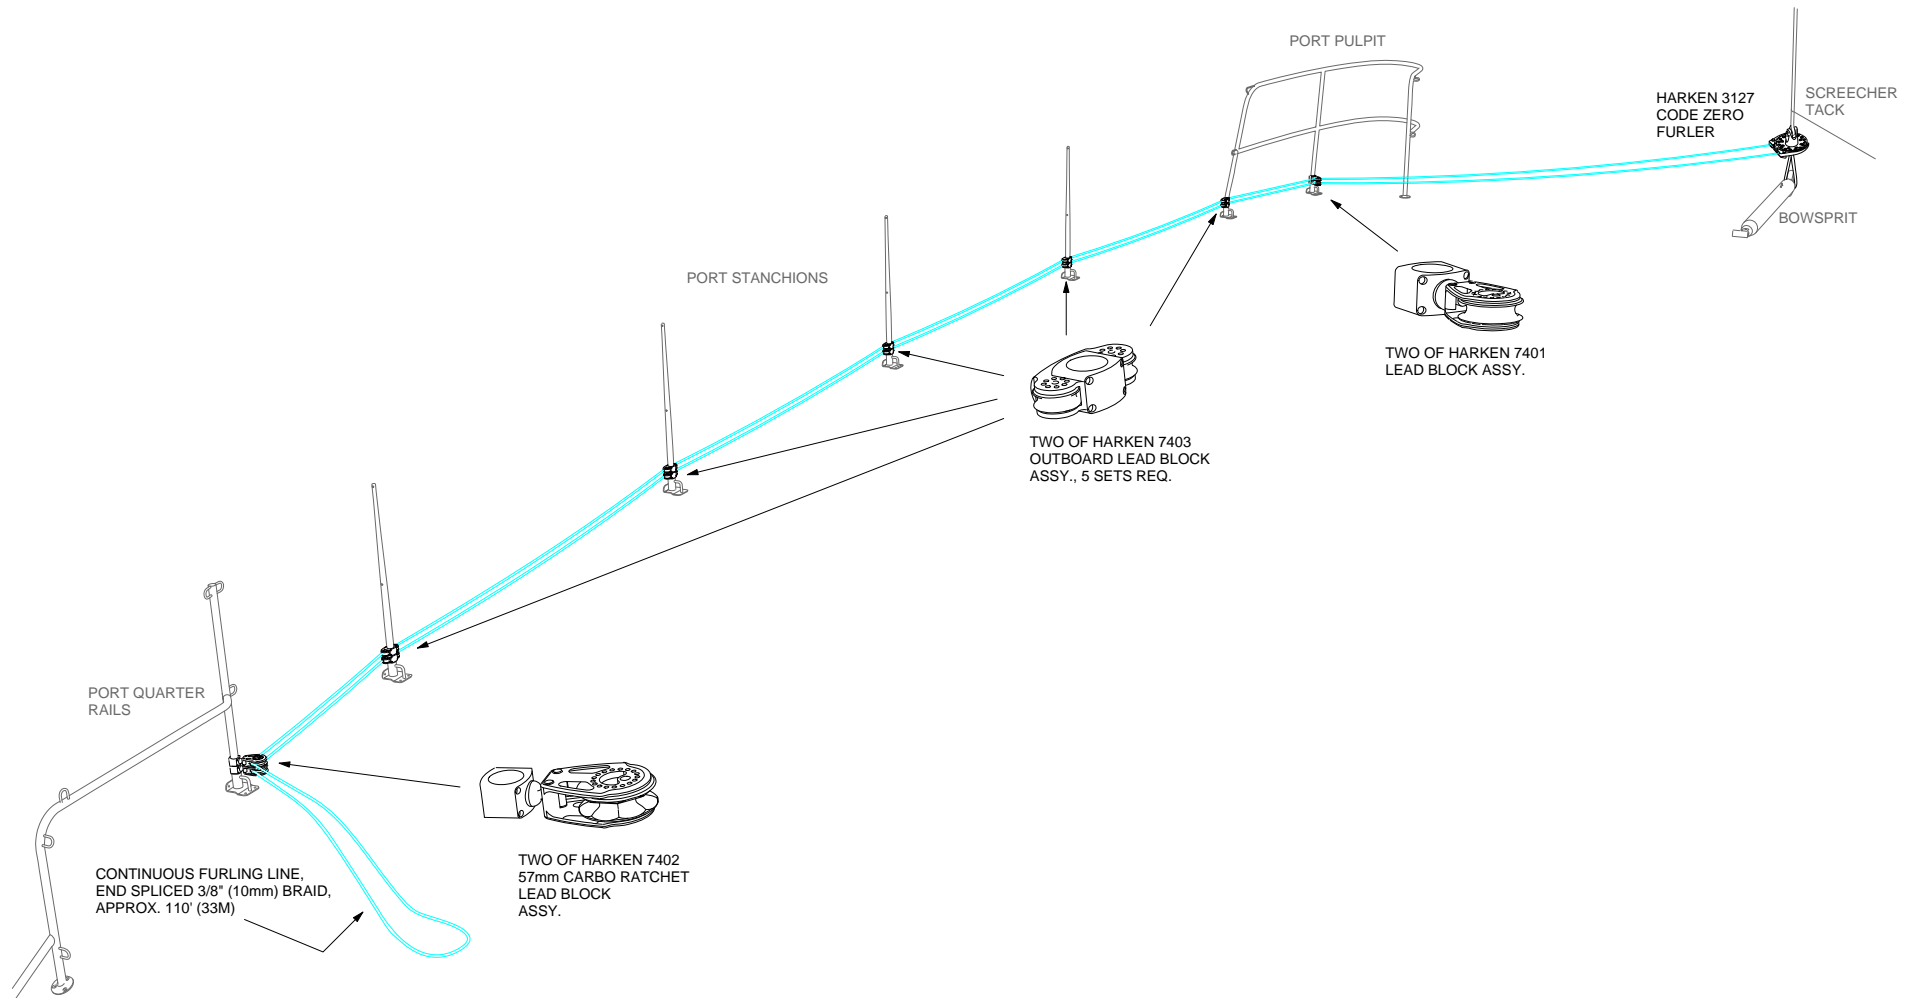 PORT PULPIT
HARKEN 3127
CODE ZERO
FURLER
SCREECHER
TACK
BOWSPRIT
PORT STANCHIONS
TWO OF HARKEN 7401
LEAD BLOCK ASSY.
TWO OF HARKEN 7403
OUTBOARD LEAD BLOCK
ASSY., 5 SETS REQ.
PORT QUARTER
RAILS
TWO OF HARKEN 7402
57mm CARBO RATCHET
LEAD BLOCK
ASSY.
CONTINUOUS FURLING LINE,
END SPLICED 3/8" (10mm) BRAID,
APPROX. 110' (33M)